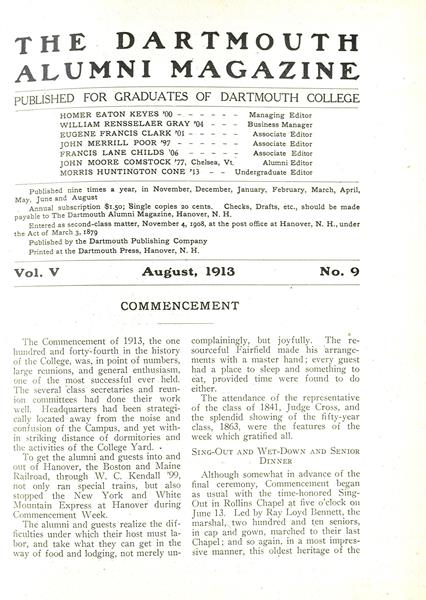 THE DARTMOUTH
ALUMNI MAGAZINE
PUBLISHED FOR GRADUATES OF DARTMOUTH COLLEGE
HOMER EATON KEYES '00 - - - - - - Managing Editor
WILLIAM RENSSELAER GRAY '04 - - - - Business Manager
EUGENE FRANCIS CLARK '01 - - - - - Associate Editor
JOHN MERRILL POOR '97 - - - - - - Associate Editor
FRANCIS LANE CHILDS '06 - - - - - Associate Editor
JOHN MOORE COMSTOCK '77, Chelsea, Vt. Alumni Editor
MORRIS HUNTINGTON CONE '13 - - Undergraduate Editor
Published nine times a year, in November, December, January, February, March, April,
May, June and August
Annual subscription $1.50; Single copies 20 cents. Checks, Drafts, etc., should be made
payable to The Dartmouth Alumni Magazine, Hanover, N. H.
Entered as second-class matter, November 4, 1908, at the post office at Hanover, N. H., under
the Act of March 3, 1879
Published by the Dartmouth Publishing Company
Printed at the Dartmouth Press, Hanover, N. H.
Vol. V August, 1913 No. 9
COMMENCEMENT
The Commencement of 1913, the one
hundred and forty-fourth in the history
of the College, was, in point of numbers,
large reunions, and general enthusiasm,
one of the most successful ever held.
The several class secretaries and reun-
ion committees had done their work
well. Headquarters had been strategi-
cally located away from the noise and
confusion of the Campus, and yet with-
in striking distance of dormitories and
the activities of the College Yard.
To get the alumni and guests into and
out of Hanover, the Boston and Maine
Railroad, through W. C. Kendall '99,
not only ran special trains, but also
stopped the New York and White
Mountain Express at Hanover during
Commencement Week.
The alumni and guests realize the dif-
ficulties under which their host must la-
bor, and take what they can get in the
way of food and lodging, not merely un-
complainingly, but joyfully. The re-
sourceful Fairfield made his arrange-
ments with a master hand; every guest
had a place to sleep and something to
eat, provided time were found to do
either.
The attendance of the representative
of the class of 1841, Judge Cross, and
the splendid showing of the fifty-year
class, 1863, were the features of the
week which gratified all.
SING-OUT AND WET-DOWN AND SENIOR
DINNER
Although somewhat in advance of the
final ceremony, Commencement began
as usual with the time-honored Sing-
Out in Rollins Chapel at five o'clock on
June 13. Led by Ray Loyd Bennett, the
marshal, two hundred and ten seniors,
in cap and gown, marched to their last
Chapel; and so again, in a most impres-
sive manner, this oldest heritage of the